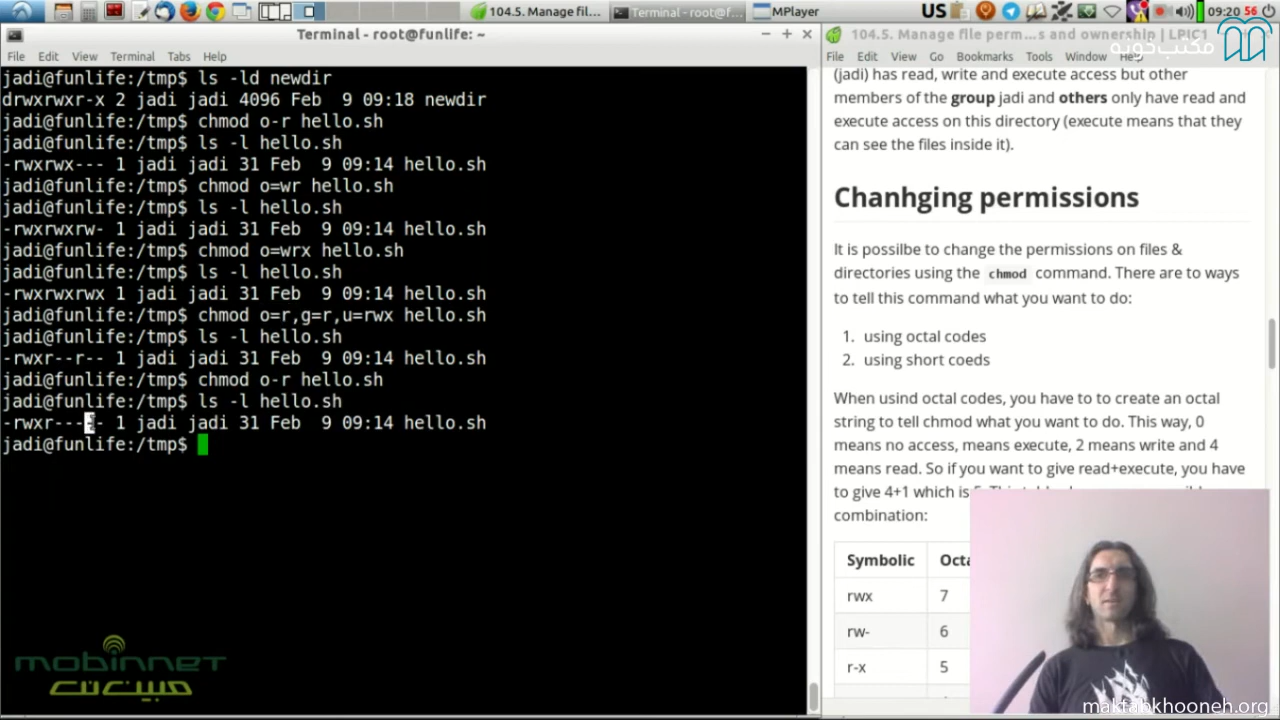 104.5. Manage fil...
Terminal - root@f...
MPlayer
US
09:20 56
Terminal - root@funlife: ~
File Edit View Terminal Tabs Help
jadi@funlife:/tmp$ ls -ld newdir
drwxrwxr-x 2 jadi jadi 4096 Feb  9 09:18 newdir
jadi@funlife:/tmp$ chmod o-r hello.sh
jadi@funlife:/tmp$ ls -l hello.sh
-rwxrwx--- 1 jadi jadi 31 Feb  9 09:14 hello.sh
jadi@funlife:/tmp$ chmod o=wr hello.sh
jadi@funlife:/tmp$ ls -l hello.sh
-rwxrwxrw- 1 jadi jadi 31 Feb  9 09:14 hello.sh
jadi@funlife:/tmp$ chmod o=wrx hello.sh
jadi@funlife:/tmp$ ls -l hello.sh
-rwxrwxrwx 1 jadi jadi 31 Feb  9 09:14 hello.sh
jadi@funlife:/tmp$ chmod o=r,g=r,u=rwx hello.sh
jadi@funlife:/tmp$ ls -l hello.sh
-rwxr--r-- 1 jadi jadi 31 Feb  9 09:14 hello.sh
jadi@funlife:/tmp$ chmod o-r hello.sh
jadi@funlife:/tmp$ ls -l hello.sh
-rwxr----- 1 jadi jadi 31 Feb  9 09:14 hello.sh
jadi@funlife:/tmp$
mobinnet
مبین نت
104.5. Manage file perm...s and ownership | LPIC1
مکتب‌خونه
File Edit View Go Bookmarks Tools Window Help
(jadi) has read, write and execute access but other
members of the group jadi and others only have read and
execute access on this directory (execute means that they
can see the files inside it).
Chanhging permissions
It is possilbe to change the permissions on files &
directories using the chmod command. There are to ways
to tell this command what you want to do:
1. using octal codes
2. using short coeds
When usind octal codes, you have to to create an octal
string to tell chmod what you want to do. This way, 0
means no access, means execute, 2 means write and 4
means read. So if you want to give read+execute, you have
to give 4+1 which is
combination:
Symbolic Octa
rwx 7
rw- 6
r-x 5
maktabkhooneh.org